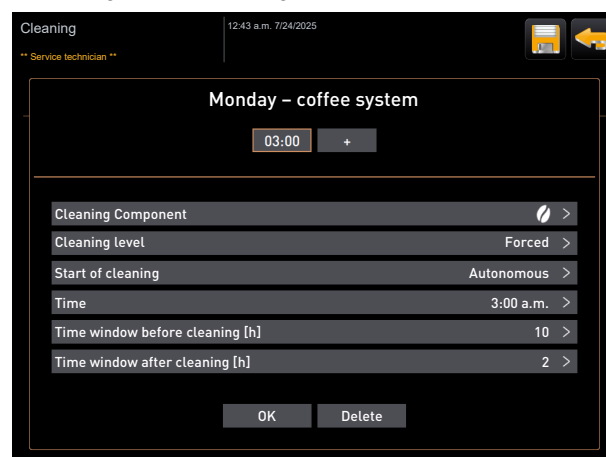 Cleaning
12:43 a.m. 7/24/2025
** Service technician **
Monday – coffee system
03:00 +
Cleaning Component >
Cleaning level Forced >
Start of cleaning Autonomous >
Time 3:00 a.m. >
Time window before cleaning [h] 10 >
Time window after cleaning [h] 2 >
OK Delete